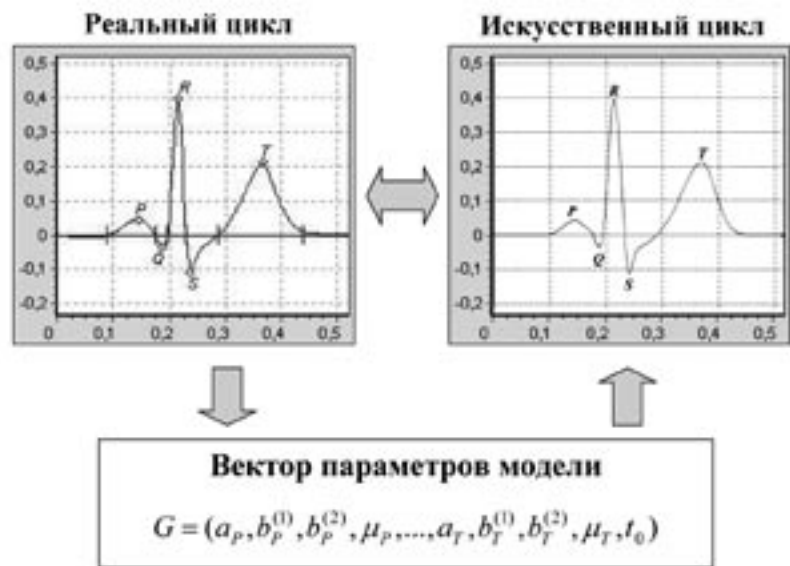 Реальный цикл
0,5
0,4
0,3
0,2
0,1
0
-0,1
-0,2
0 0,1 0,2 0,3 0,4 0,5
P
Q
R
S
T
Искусственный цикл
0,5
0,4
0,3
0,2
0,1
0
-0,1
-0,2
0 0,1 0,2 0,3 0,4 0,5
P
Q
R
S
T
Вектор параметров модели
G = (a_P, b_P^(1), b_P^(2), μ_P, ..., a_T, b_T^(1), b_T^(2), μ_T, t_0)